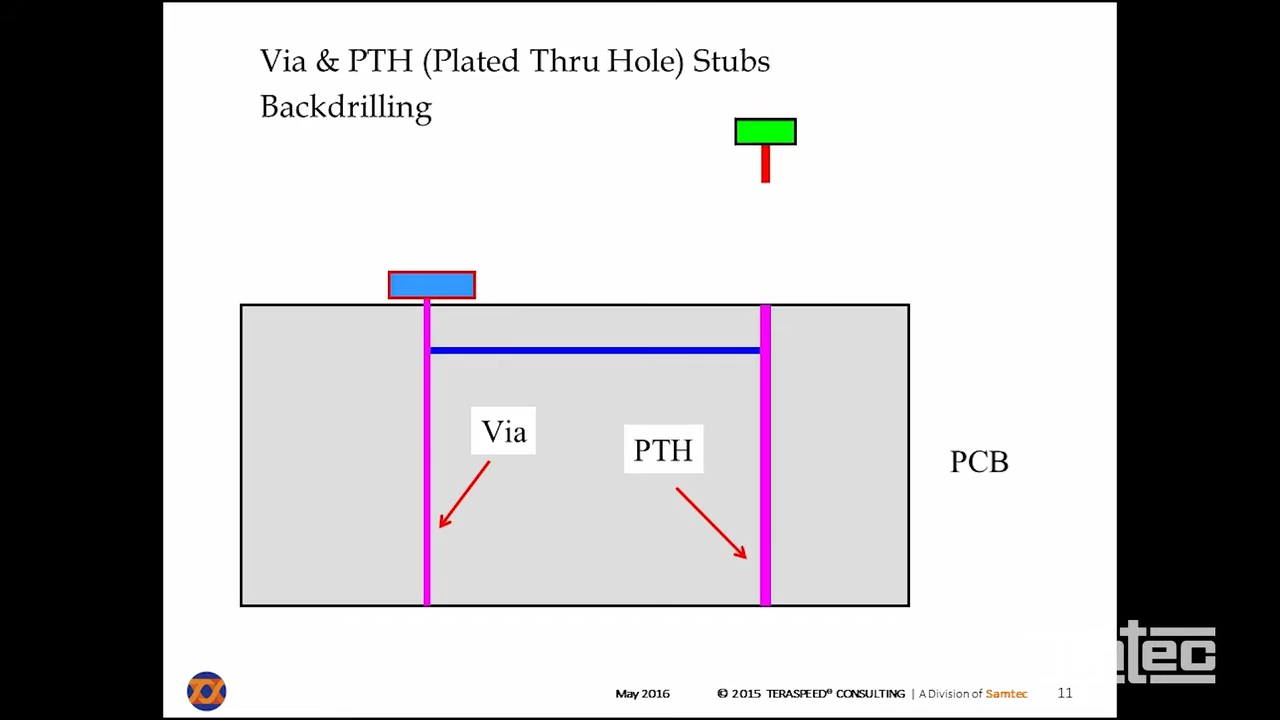 Via & PTH (Plated Thru Hole) Stubs
Backdrilling
Via
PTH
PCB
May 2016 © 2015 TERASPEED® CONSULTING | A Division of Samtec 11